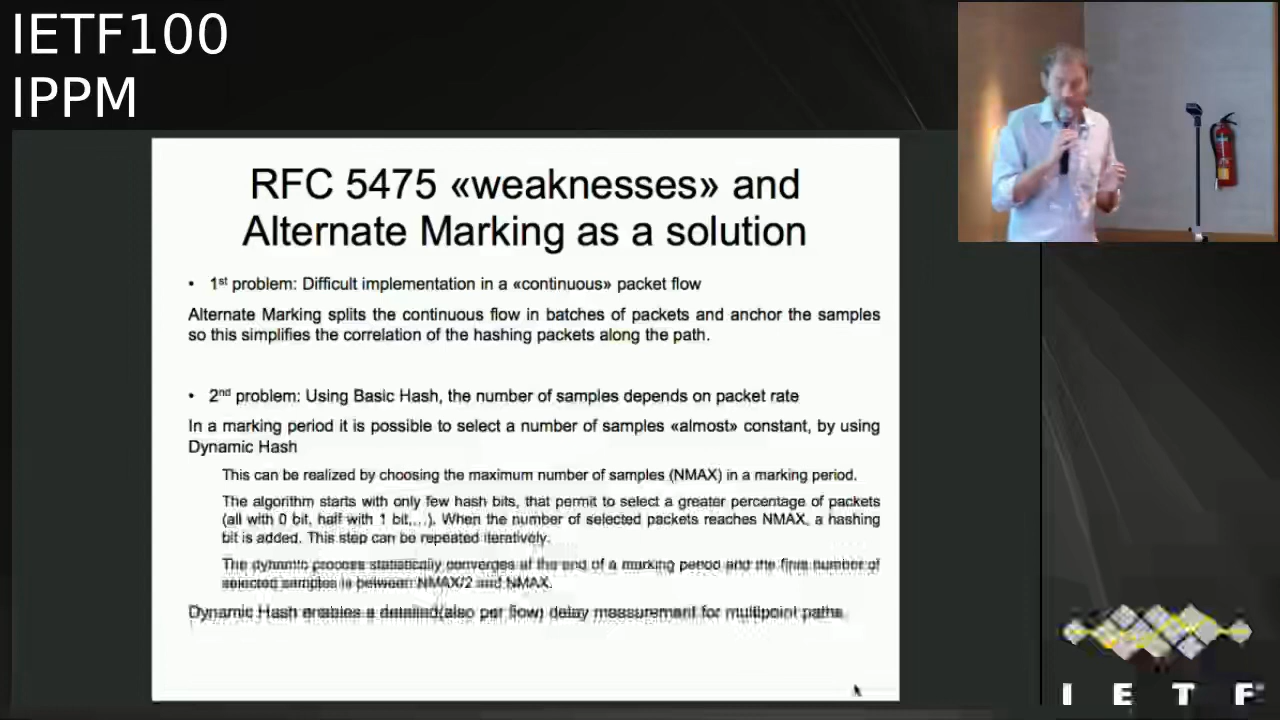 IETF100
IPPM
RFC 5475 «weaknesses» and
Alternate Marking as a solution
• 1st problem: Difficult implementation in a «continuous» packet flow
Alternate Marking splits the continuous flow in batches of packets and anchor the samples
so this simplifies the correlation of the hashing packets along the path.
• 2nd problem: Using Basic Hash, the number of samples depends on packet rate
In a marking period it is possible to select a number of samples «almost» constant, by using
Dynamic Hash
This can be realized by choosing the maximum number of samples (NMAX) in a marking period.
The algorithm starts with only few hash bits, that permit to select a greater percentage of packets
(all with 0 bit, half with 1 bit,…). When the number of selected packets reaches NMAX, a hashing
bit is added. This step can be repeated iteratively.
The dynamic process statistically converges at the end of a marking period and the final number of
selected samples is between NMAX/2 and NMAX.
Dynamic Hash enables a detailed(also per flow) delay measurement for multipoint paths
I E T F